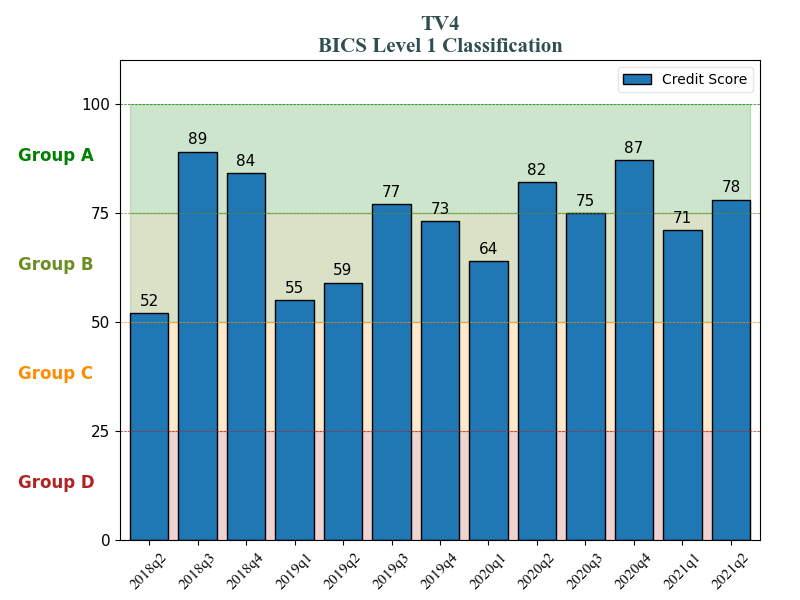 TV4
BICS Level 1 Classification
Credit Score
100
75
50
25
0
Group A
Group B
Group C
Group D
52
89
84
55
59
77
73
64
82
75
87
71
78
2018q2
2018q3
2018q4
2019q1
2019q2
2019q3
2019q4
2020q1
2020q2
2020q3
2020q4
2021q1
2021q2